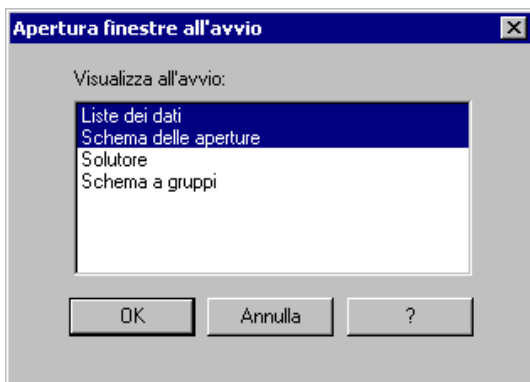 Apertura finestre all'avvio
Visualizza all'avvio:
Liste dei dati
Schema delle aperture
Solutore
Schema a gruppi
OK
Annulla
?